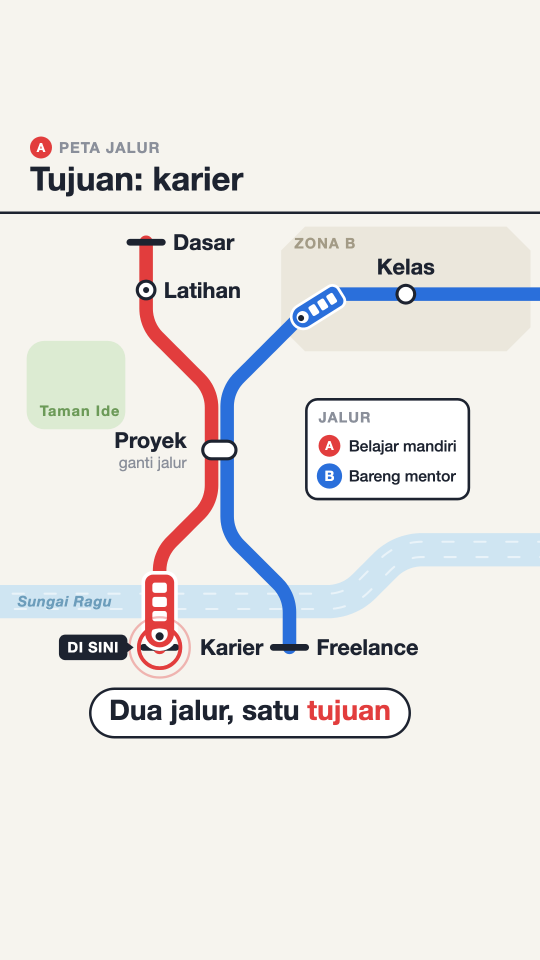 A PETA JALUR
Tujuan: karier
Dasar
ZONA B
Kelas
Latihan
Taman Ide
JALUR
A Belajar mandiri
B Bareng mentor
Proyek
ganti jalur
Sungai Ragu
DI SINI
Karier
Freelance
Dua jalur, satu tujuan